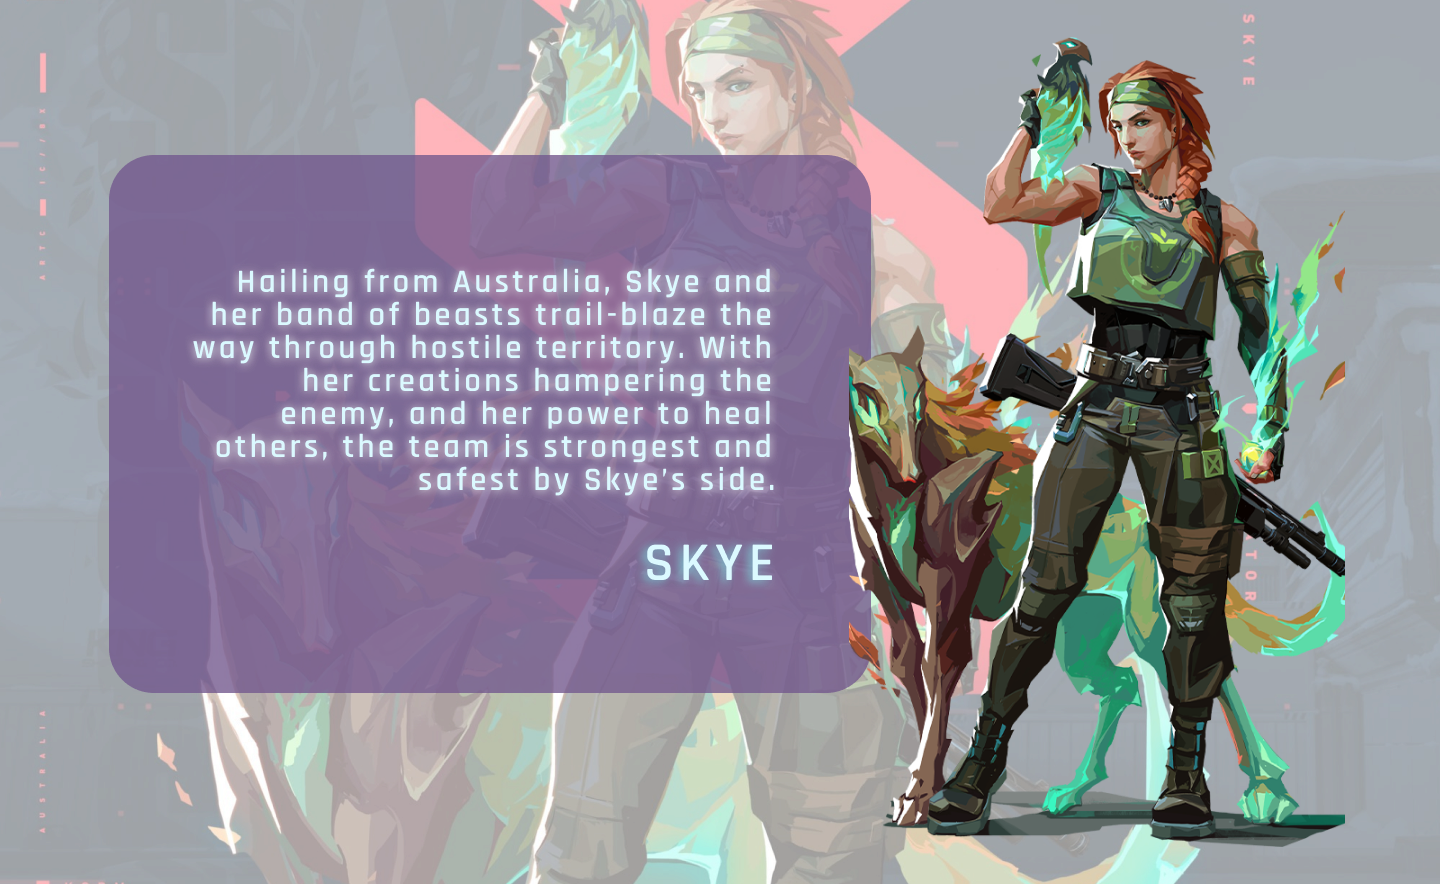 SKYE
Hailing from Australia, Skye and
her band of beasts trail-blaze the
way through hostile territory. With
her creations hampering the
enemy, and her power to heal
others, the team is strongest and
safest by Skye's side.
SKYE
AUSTRALIA